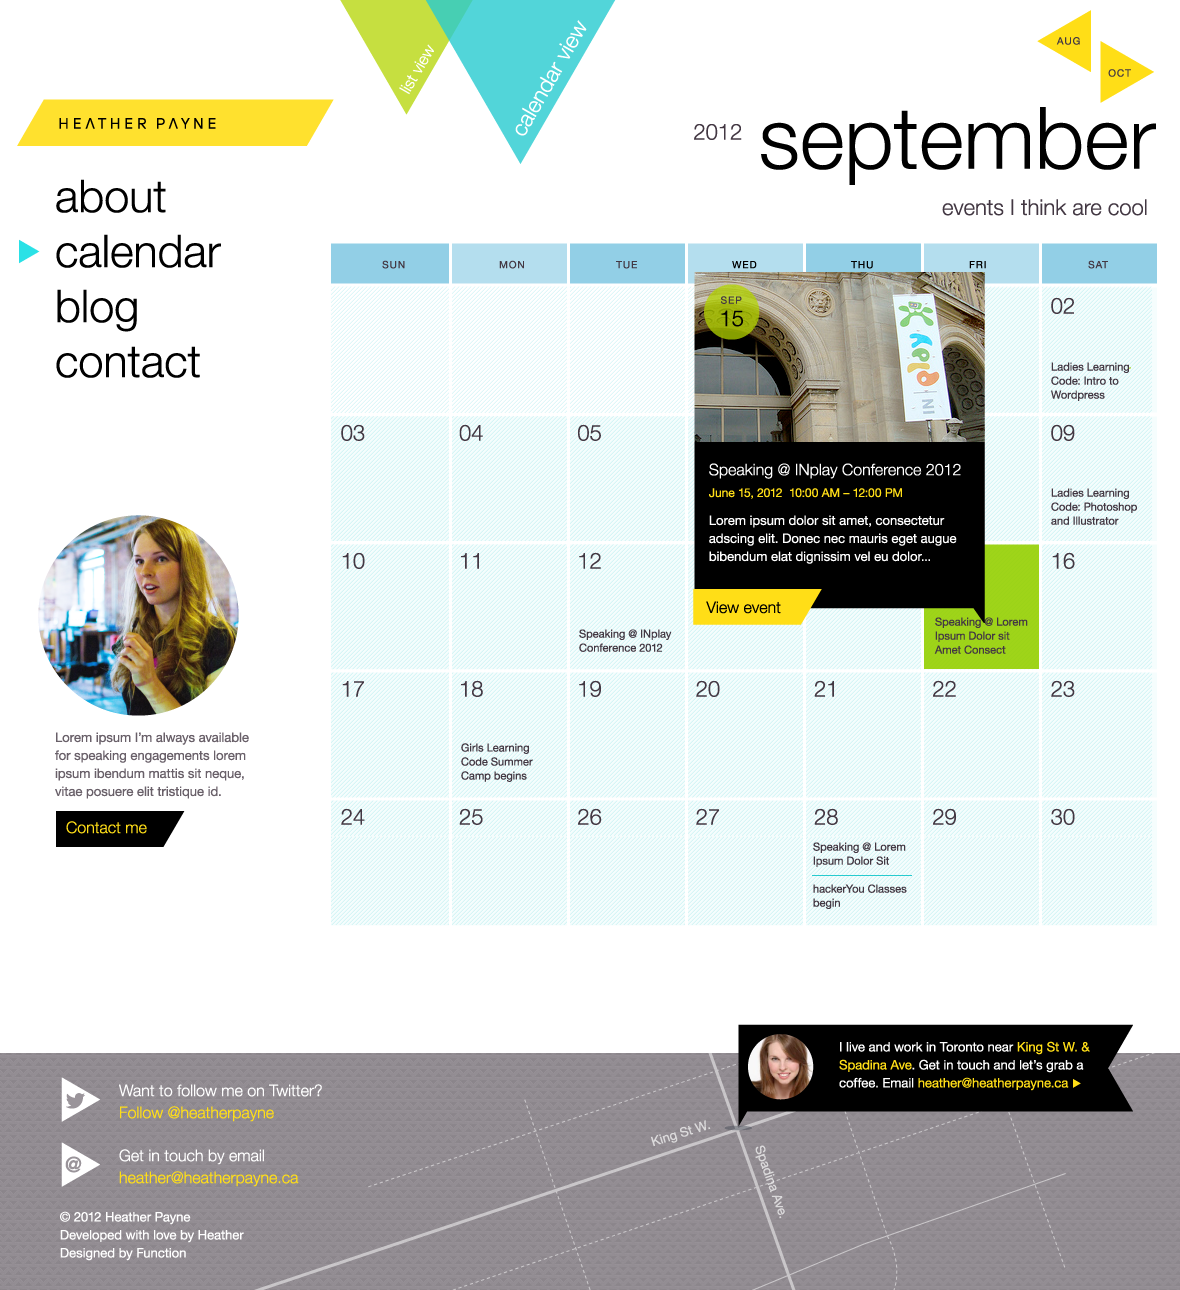 list view
calendar view
AUG
OCT
HEATHER PAYNE
2012 september
events I think are cool
about
calendar
blog
contact
SUN MON TUE WED THU FRI SAT
02
Ladies Learning
Code: Intro to
Wordpress
03 04 05 09
Ladies Learning
Code: Photoshop
and Illustrator
SEP
15
KPLD
IN
Speaking @ INplay Conference 2012
June 15, 2012 10:00 AM – 12:00 PM
Lorem ipsum dolor sit amet, consectetur
adscing elit. Donec nec mauris eget augue
bibendum elat dignissim vel eu dolor...
View event
10 11 12 16
Speaking @ INplay
Conference 2012
Speaking @ Lorem
Ipsum Dolor sit
Amet Consect
17 18 19 20 21 22 23
Girls Learning
Code Summer
Camp begins
24 25 26 27 28 29 30
Speaking @ Lorem
Ipsum Dolor Sit
hackerYou Classes
begin
Lorem ipsum I'm always available
for speaking engagements lorem
ipsum ibendum mattis sit neque,
vitae posuere elit tristique id.
Contact me
I live and work in Toronto near King St W. &
Spadina Ave. Get in touch and let's grab a
coffee. Email heather@heatherpayne.ca
Want to follow me on Twitter?
Follow @heatherpayne
@
Get in touch by email
heather@heatherpayne.ca
King St W.
Spadina Ave.
© 2012 Heather Payne
Developed with love by Heather
Designed by Function